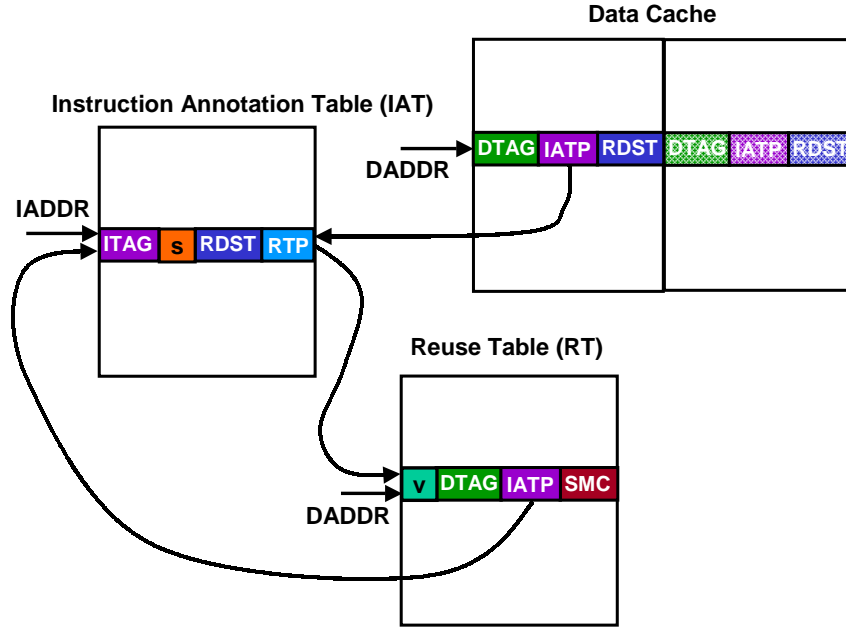 Data Cache
Instruction Annotation Table (IAT)
DADDR
DTAG IATP RDST DTAG IATP RDST
IADDR
ITAG s RDST RTP
Reuse Table (RT)
v DTAG IATP SMC
DADDR